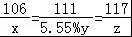 106/x = 111/5.55%y = 117/z